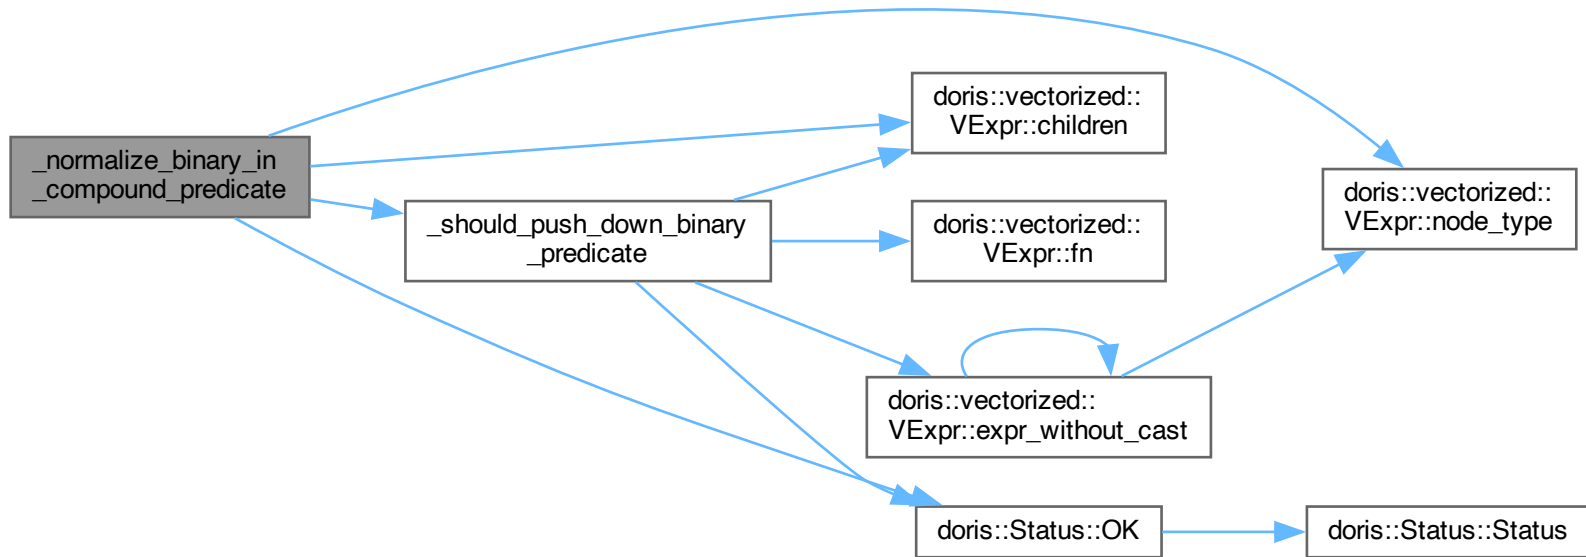 _normalize_binary_in
_compound_predicate
_should_push_down_binary
_predicate
doris::vectorized::
VExpr::children
doris::vectorized::
VExpr::fn
doris::vectorized::
VExpr::expr_without_cast
doris::Status::OK
doris::vectorized::
VExpr::node_type
doris::Status::Status